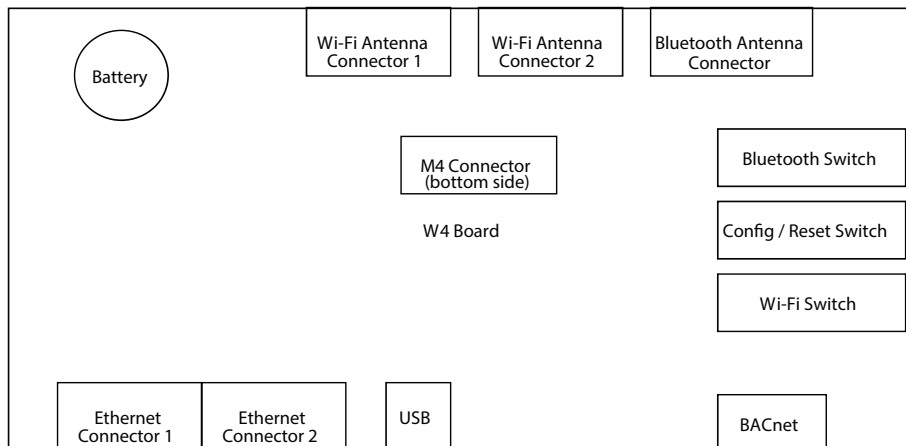 Battery
Wi-Fi Antenna
Connector 1
Wi-Fi Antenna
Connector 2
Bluetooth Antenna
Connector
M4 Connector
(bottom side)
W4 Board
Bluetooth Switch
Config / Reset Switch
Wi-Fi Switch
Ethernet
Connector 1
Ethernet
Connector 2
USB
BACnet